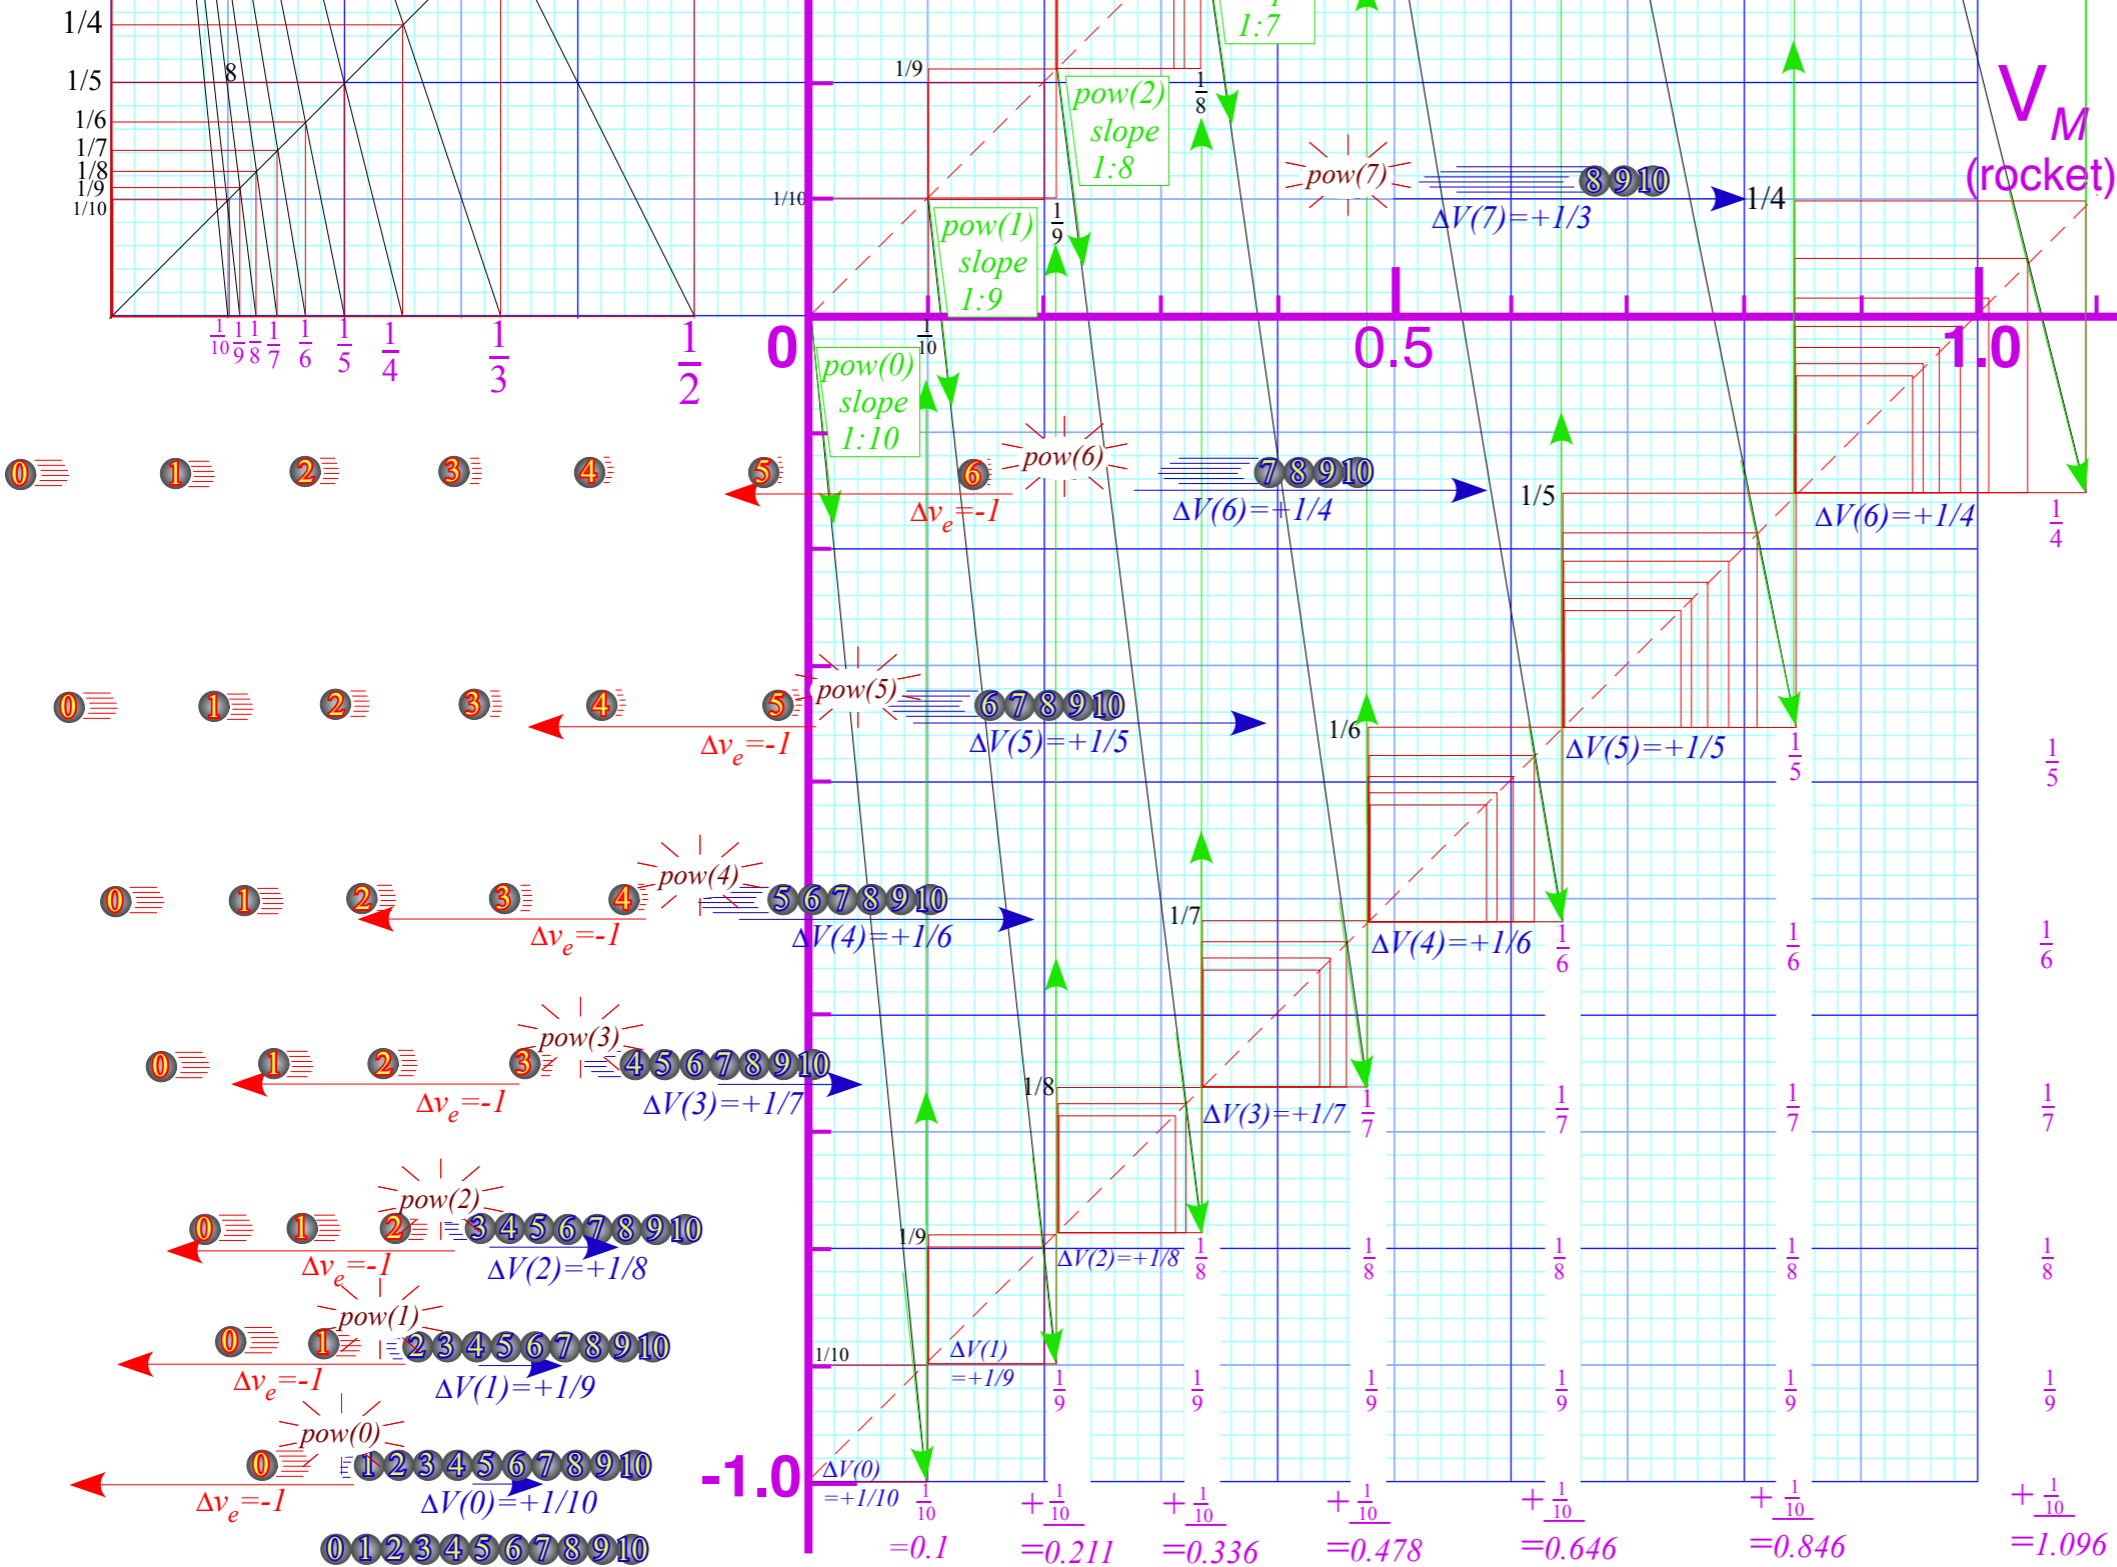 1/4
1/5
1/6
1/7
1/8
1/9
1/10
8
1/10 1/9 1/8 1/7 1/6 1/5 1/4 1/3 1/2
1:7
1/9
pow(2)
slope
1:8
1/8
1/10
pow(1)
slope
1:9
1/9
pow(7)
8 9 10
ΔV(7)=+1/3
1/4
V_M
(rocket)
0
1/10
0.5
1.0
pow(0)
slope
1:10
0 1 2 3 4 5 6
pow(6)
7 8 9 10
Δv_e=-1
ΔV(6)=+1/4
1/5
ΔV(6)=+1/4
1/4
0 1 2 3 4 5
pow(5)
6 7 8 9 10
Δv_e=-1
ΔV(5)=+1/5
1/6
ΔV(5)=+1/5
1/5 1/5
0 1 2 3 4
pow(4)
5 6 7 8 9 10
Δv_e=-1
ΔV(4)=+1/6
1/7
ΔV(4)=+1/6
1/6 1/6 1/6
0 1 2 3
pow(3)
4 5 6 7 8 9 10
Δv_e=-1
ΔV(3)=+1/7
1/8
ΔV(3)=+1/7
1/7 1/7 1/7 1/7
0 1 2
pow(2)
3 4 5 6 7 8 9 10
Δv_e=-1
ΔV(2)=+1/8
1/9
ΔV(2)=+1/8
1/8 1/8 1/8 1/8 1/8
0 1
pow(1)
2 3 4 5 6 7 8 9 10
Δv_e=-1
ΔV(1)=+1/9
1/10
ΔV(1)
=+1/9
1/9 1/9 1/9 1/9 1/9 1/9
0
pow(0)
1 2 3 4 5 6 7 8 9 10
Δv_e=-1
ΔV(0)=+1/10
-1.0
ΔV(0)
=+1/10
1/10 +1/10 +1/10 +1/10 +1/10 +1/10 +1/10
0 1 2 3 4 5 6 7 8 9 10
=0.1 =0.211 =0.336 =0.478 =0.646 =0.846 =1.096